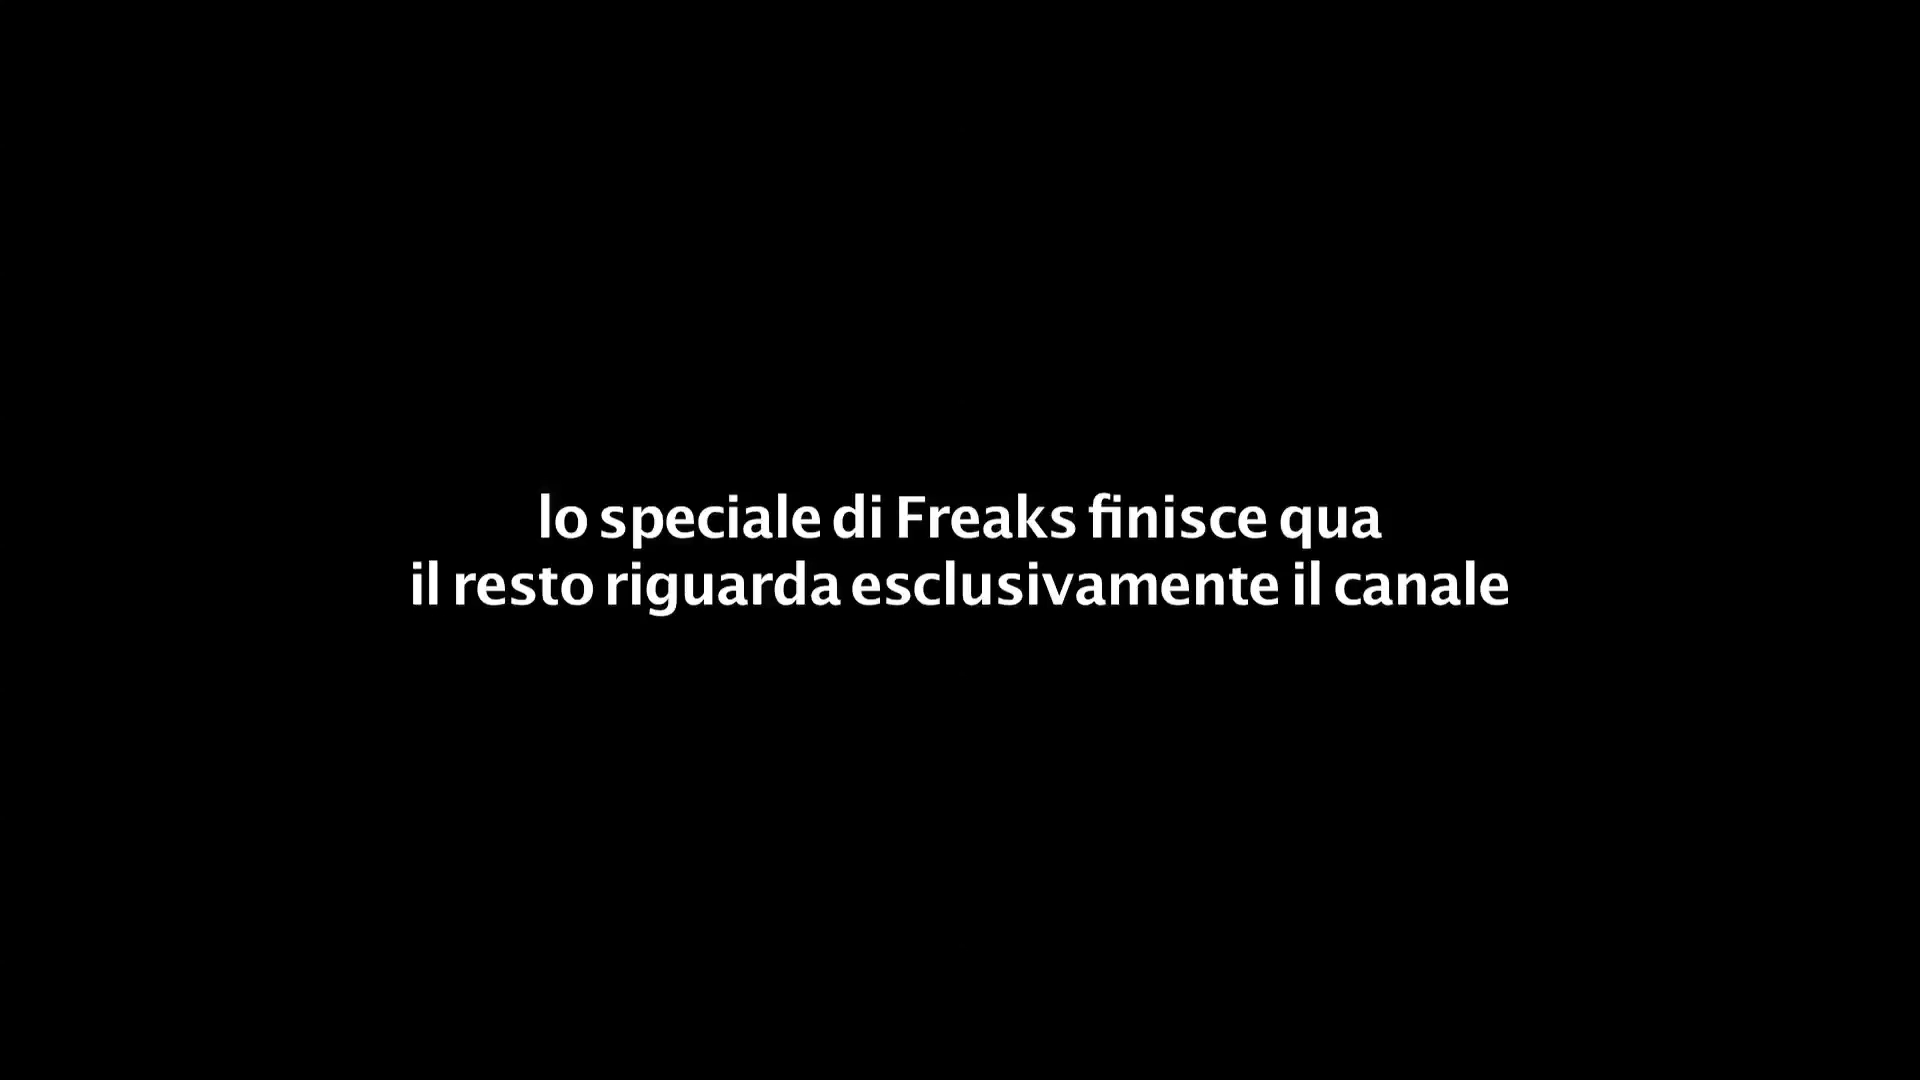 lo speciale di Freaks finisce qua
il resto riguarda esclusivamente il canale